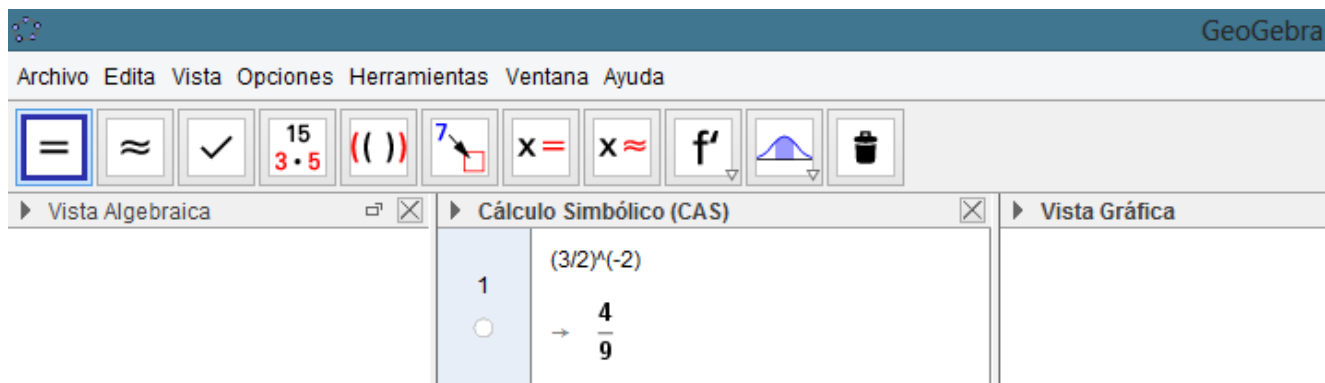 GeoGebra
Archivo Edita Vista Opciones Herramientas Ventana Ayuda
= ≈ ✓ 15 3·5 (( )) 7 x= x≈ f′
Vista Algebraica
Cálculo Simbólico (CAS)
Vista Gráfica
1
(3/2)^(-2)
→ 4/9